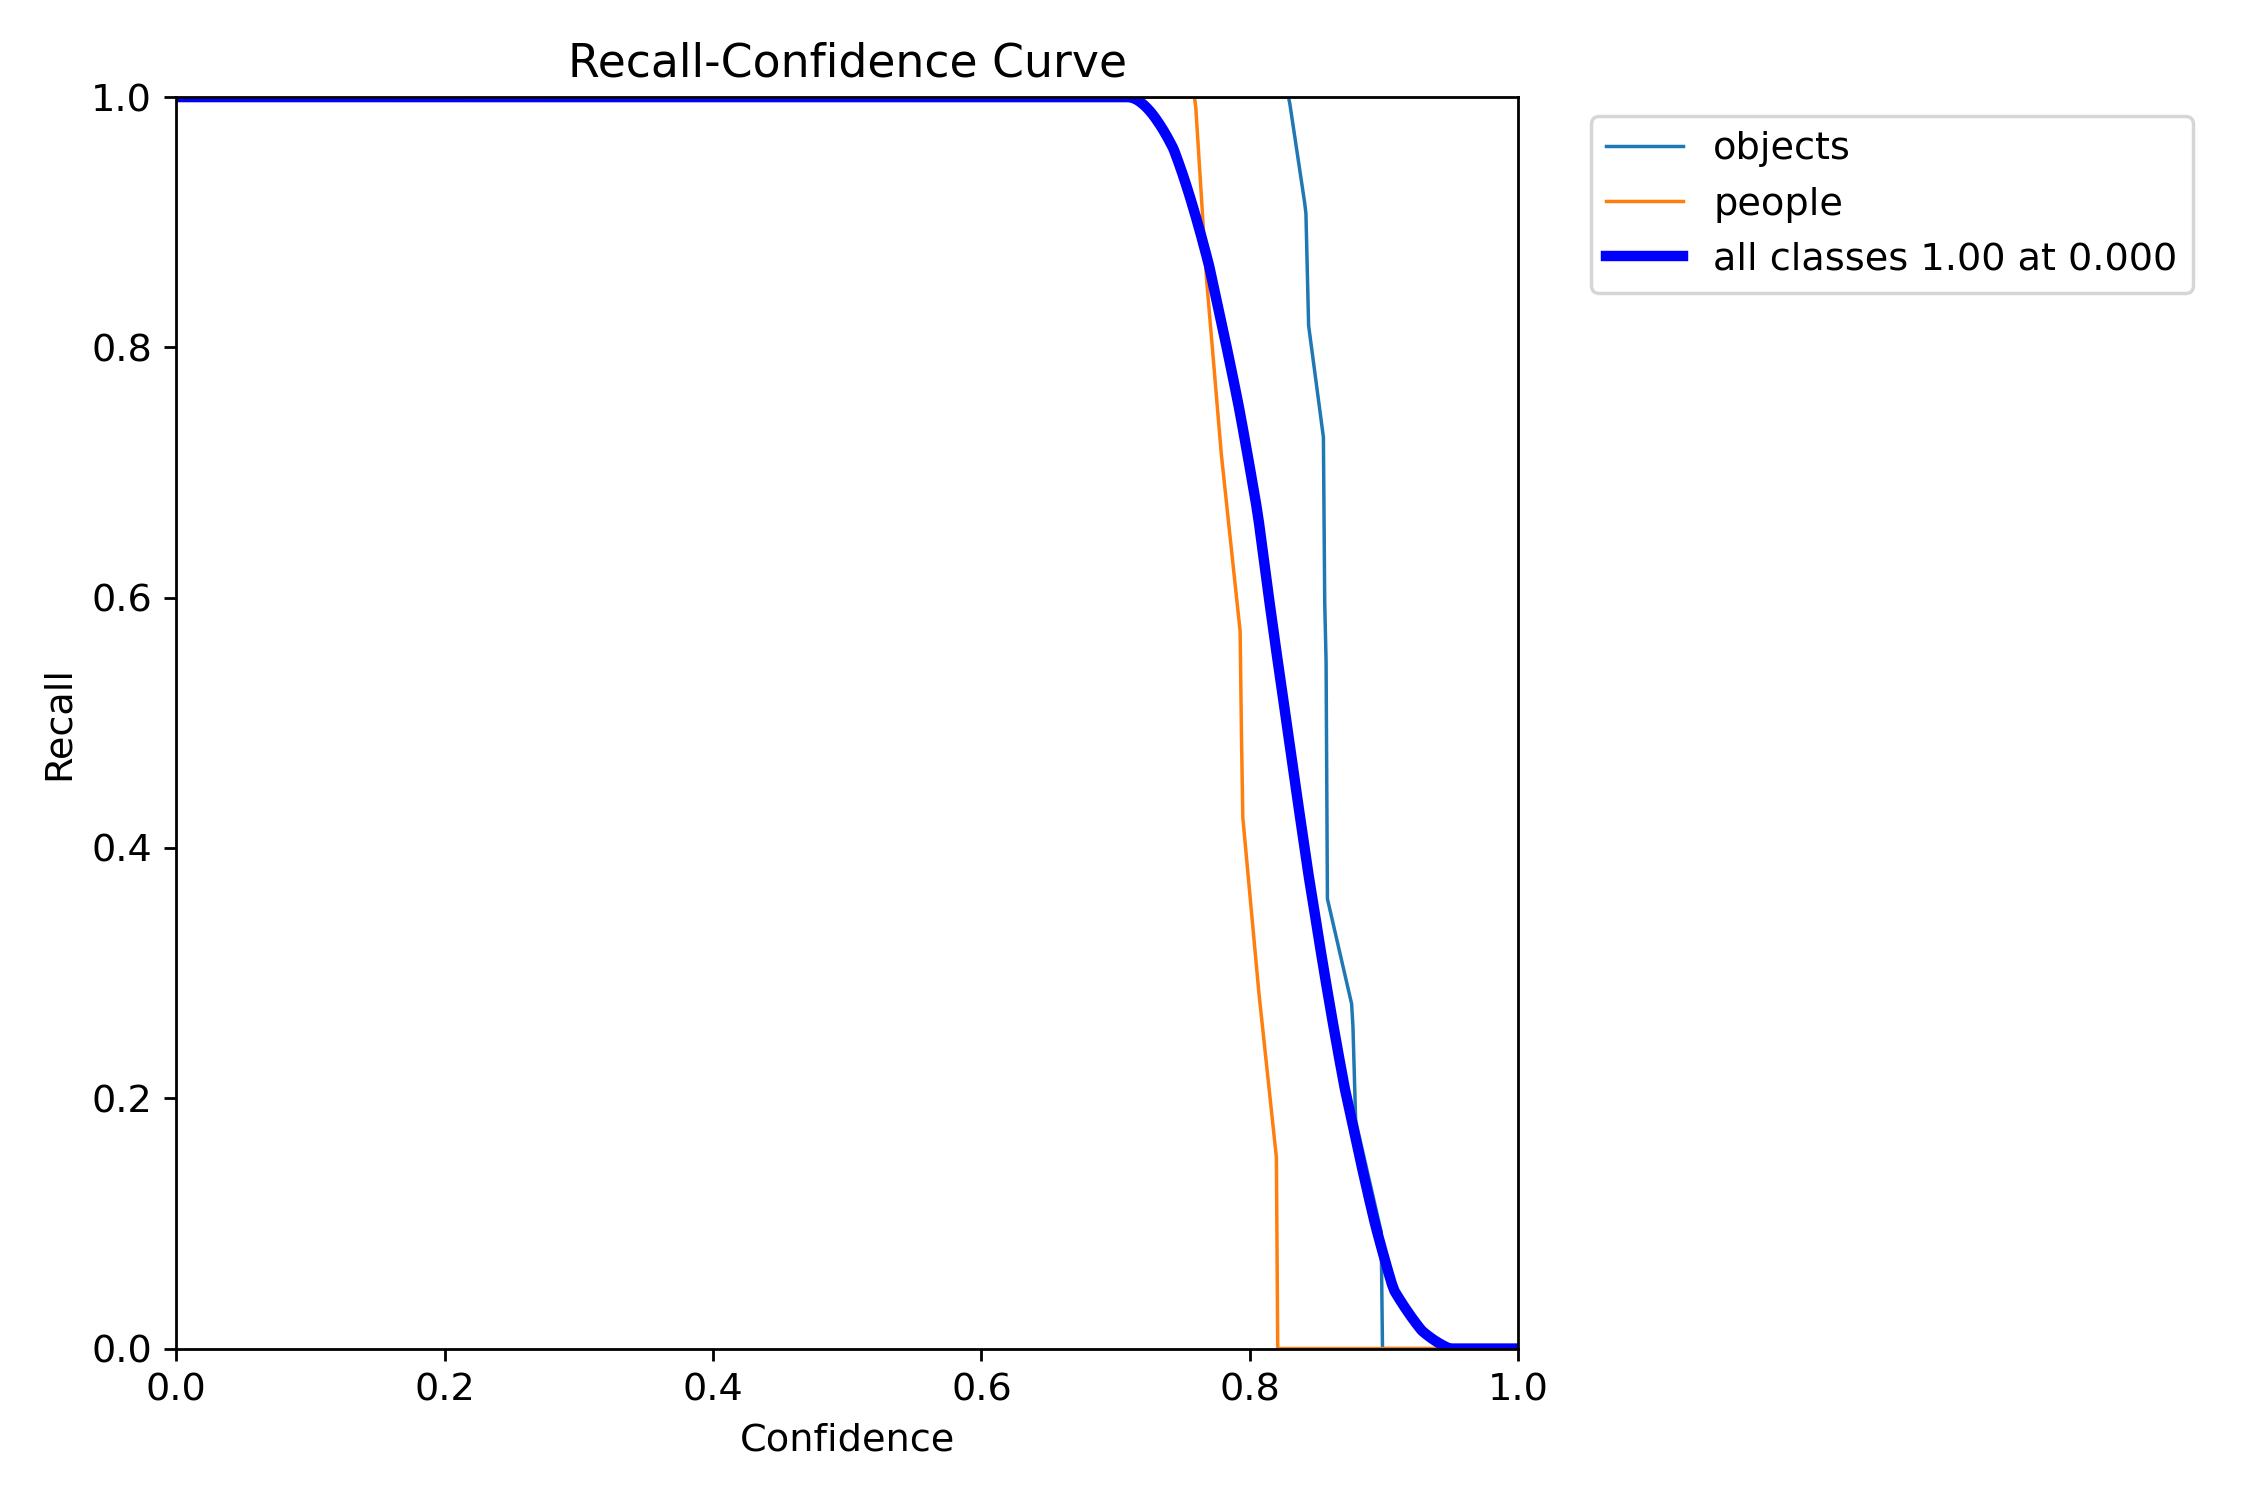 Recall-Confidence Curve
1.0
0.8
0.6
0.4
0.2
0.0
Recall
0.0 0.2 0.4 0.6 0.8 1.0
Confidence
objects
people
all classes 1.00 at 0.000